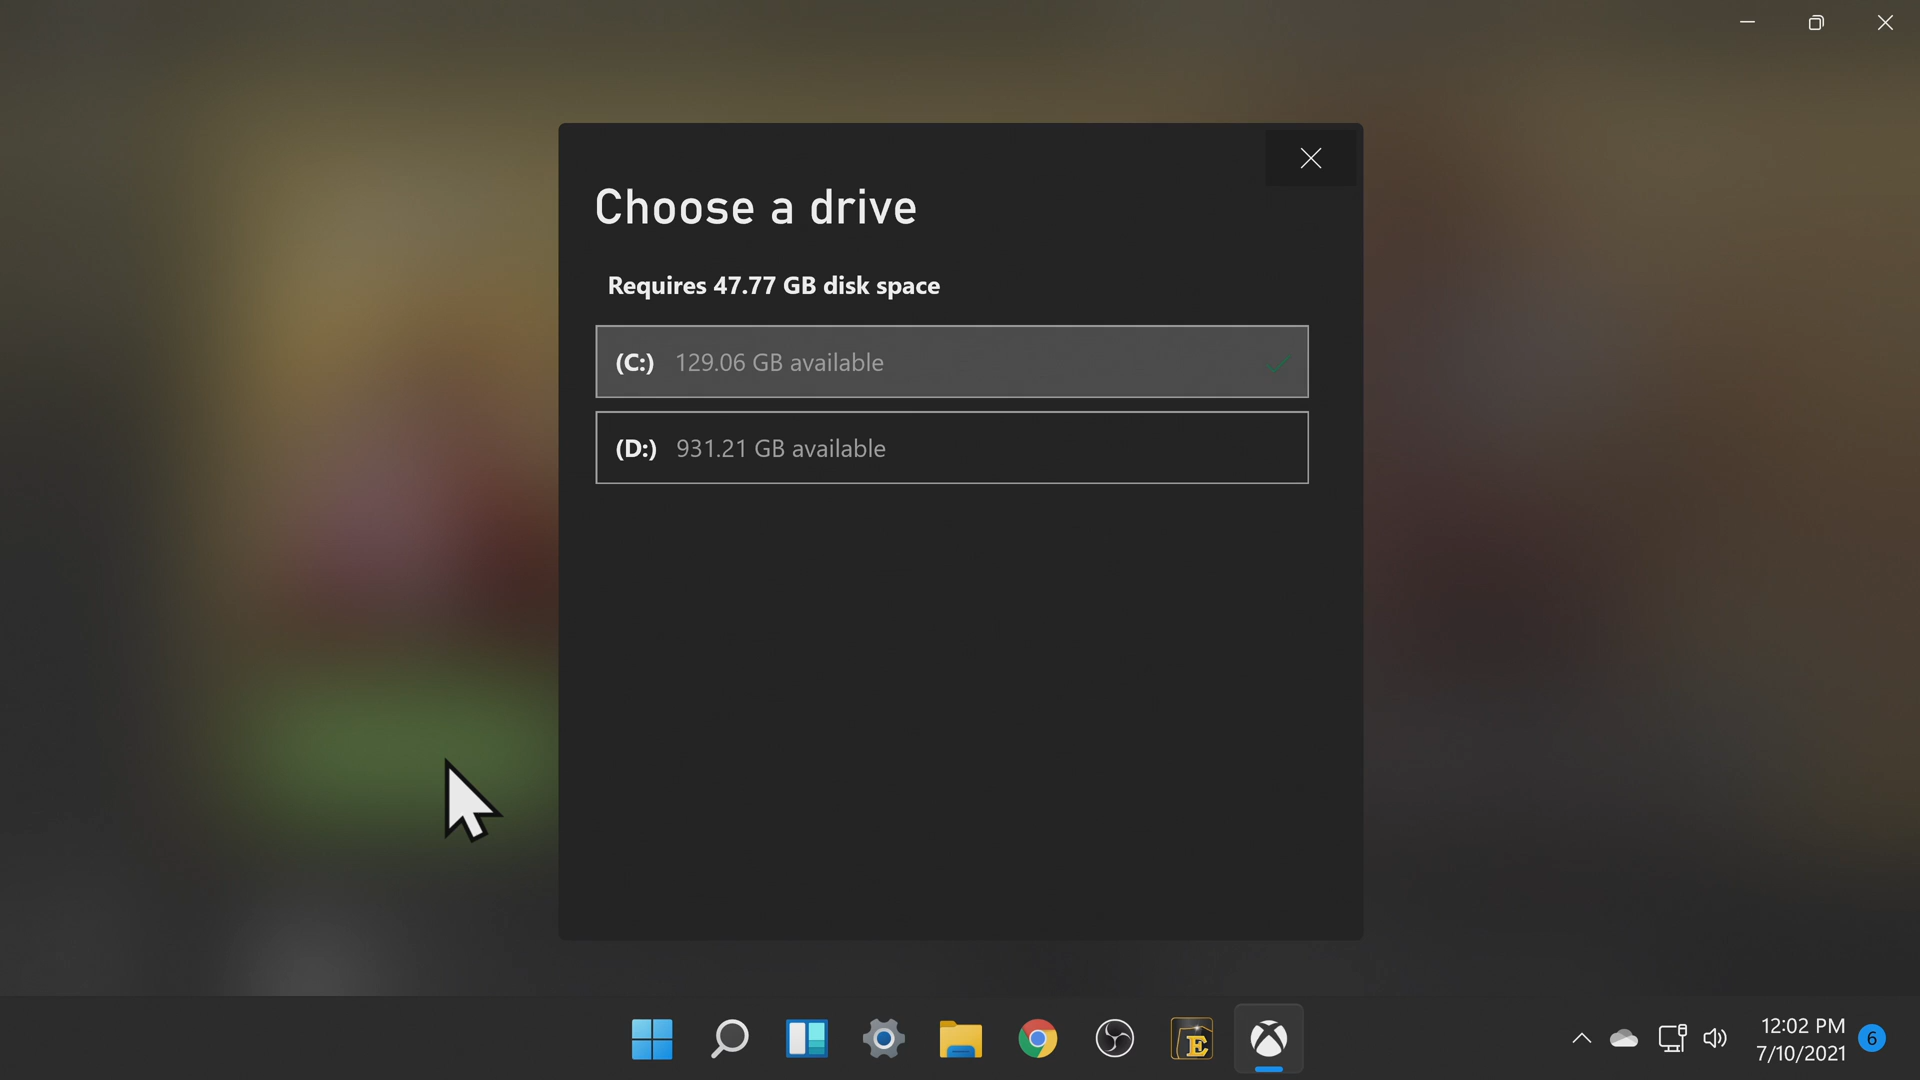 Choose a drive
Requires 47.77 GB disk space
(C:) 129.06 GB available
(D:) 931.21 GB available
E
12:02 PM
7/10/2021
6